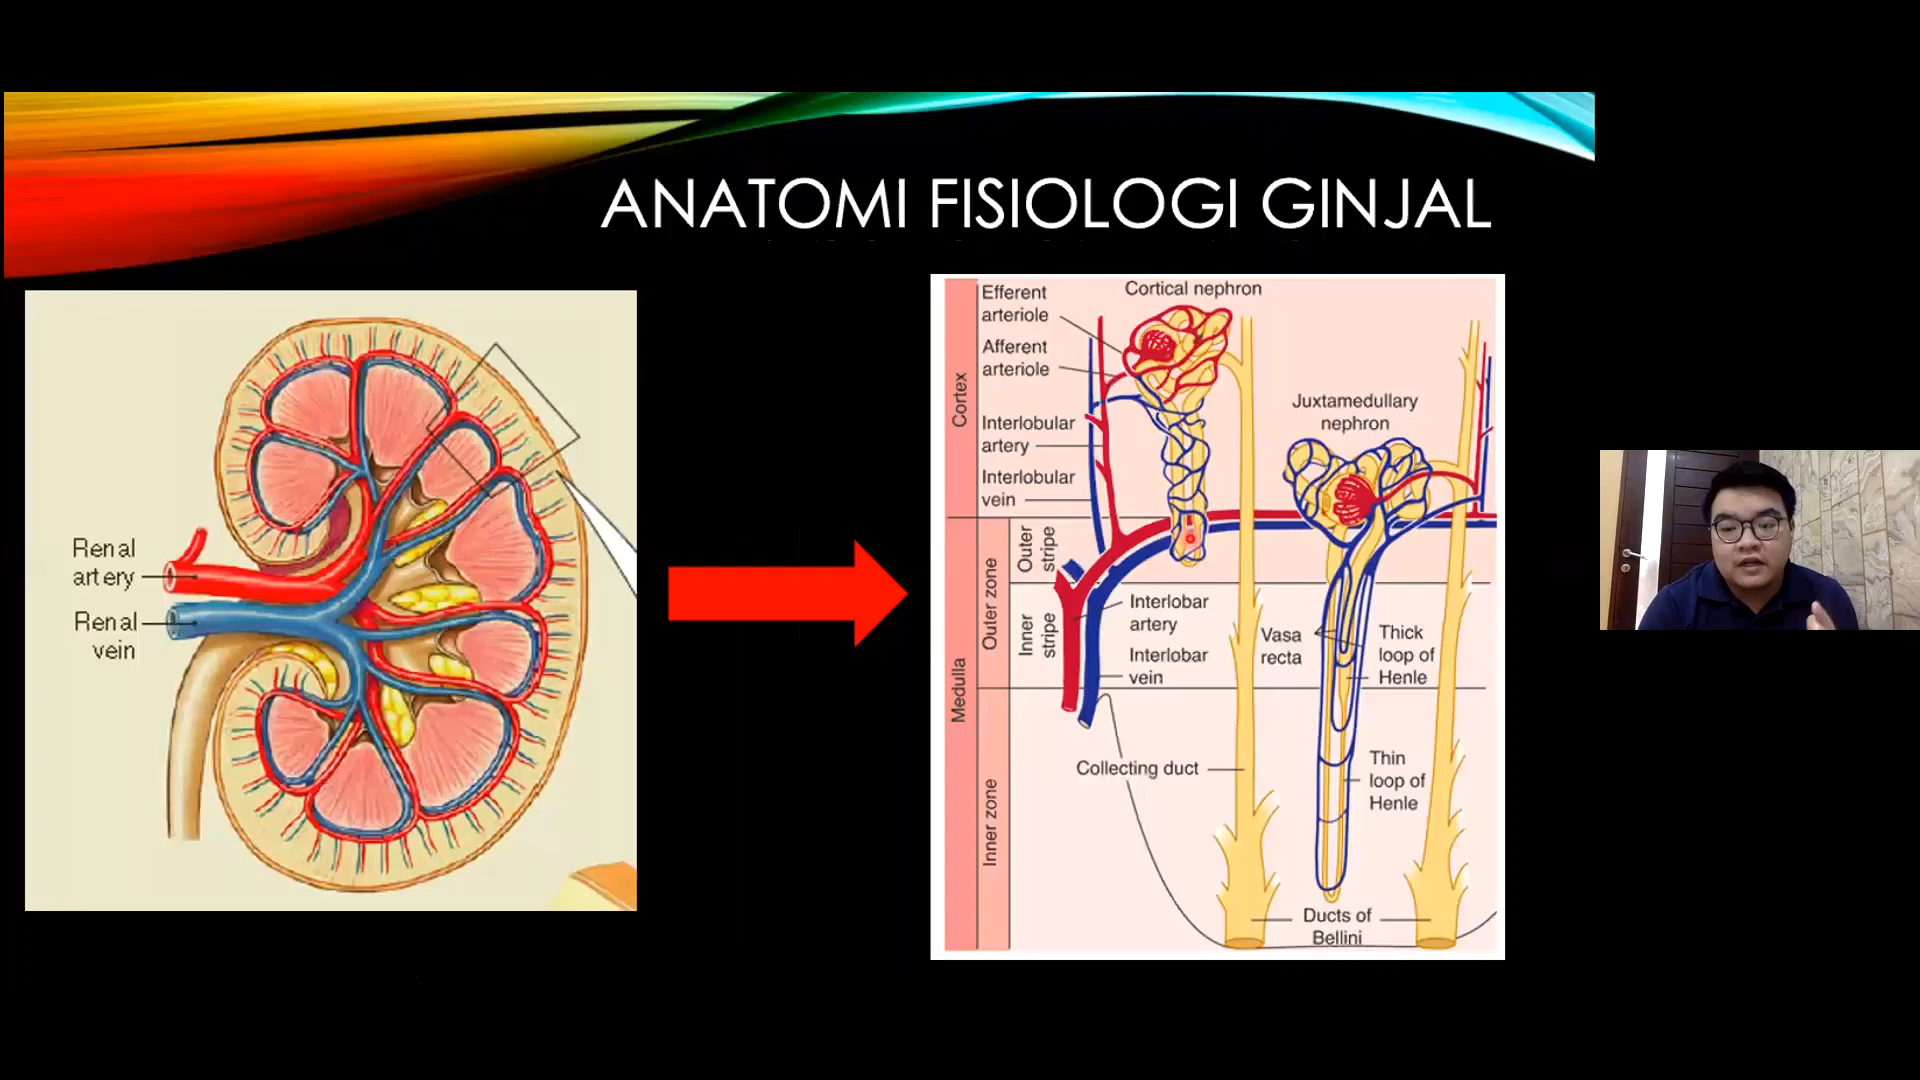 ANATOMI FISIOLOGI GINJAL
Renal
artery
Renal
vein
Efferent
arteriole
Cortical nephron
Afferent
arteriole
Interlobular
artery
Interlobular
vein
Juxtamedullary
nephron
Cortex
Medulla
Outer zone
Inner zone
Outer
stripe
Inner
stripe
Interlobar
artery
Interlobar
vein
Vasa
recta
Thick
loop of
Henle
Collecting duct
Thin
loop of
Henle
Ducts of
Bellini